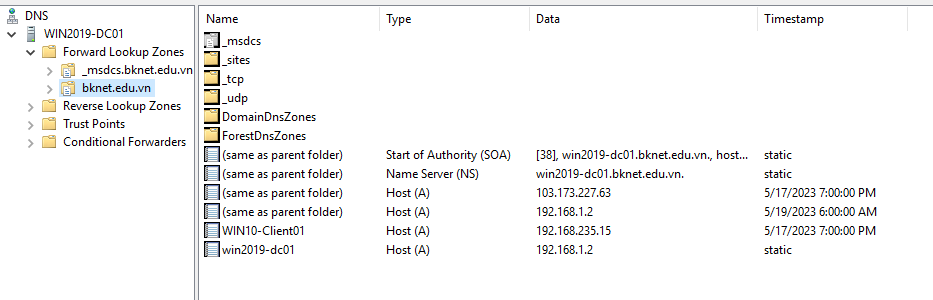 DNS
WIN2019-DC01
Forward Lookup Zones
_msdcs.bknet.edu.vn
bknet.edu.vn
Reverse Lookup Zones
Trust Points
Conditional Forwarders
Name Type Data Timestamp
_msdcs
_sites
_tcp
_udp
DomainDnsZones
ForestDnsZones
(same as parent folder) Start of Authority (SOA) [38], win2019-dc01.bknet.edu.vn., host... static
(same as parent folder) Name Server (NS) win2019-dc01.bknet.edu.vn. static
(same as parent folder) Host (A) 103.173.227.63 5/17/2023 7:00:00 PM
(same as parent folder) Host (A) 192.168.1.2 5/19/2023 6:00:00 AM
WIN10-Client01 Host (A) 192.168.235.15 5/17/2023 7:00:00 PM
win2019-dc01 Host (A) 192.168.1.2 static